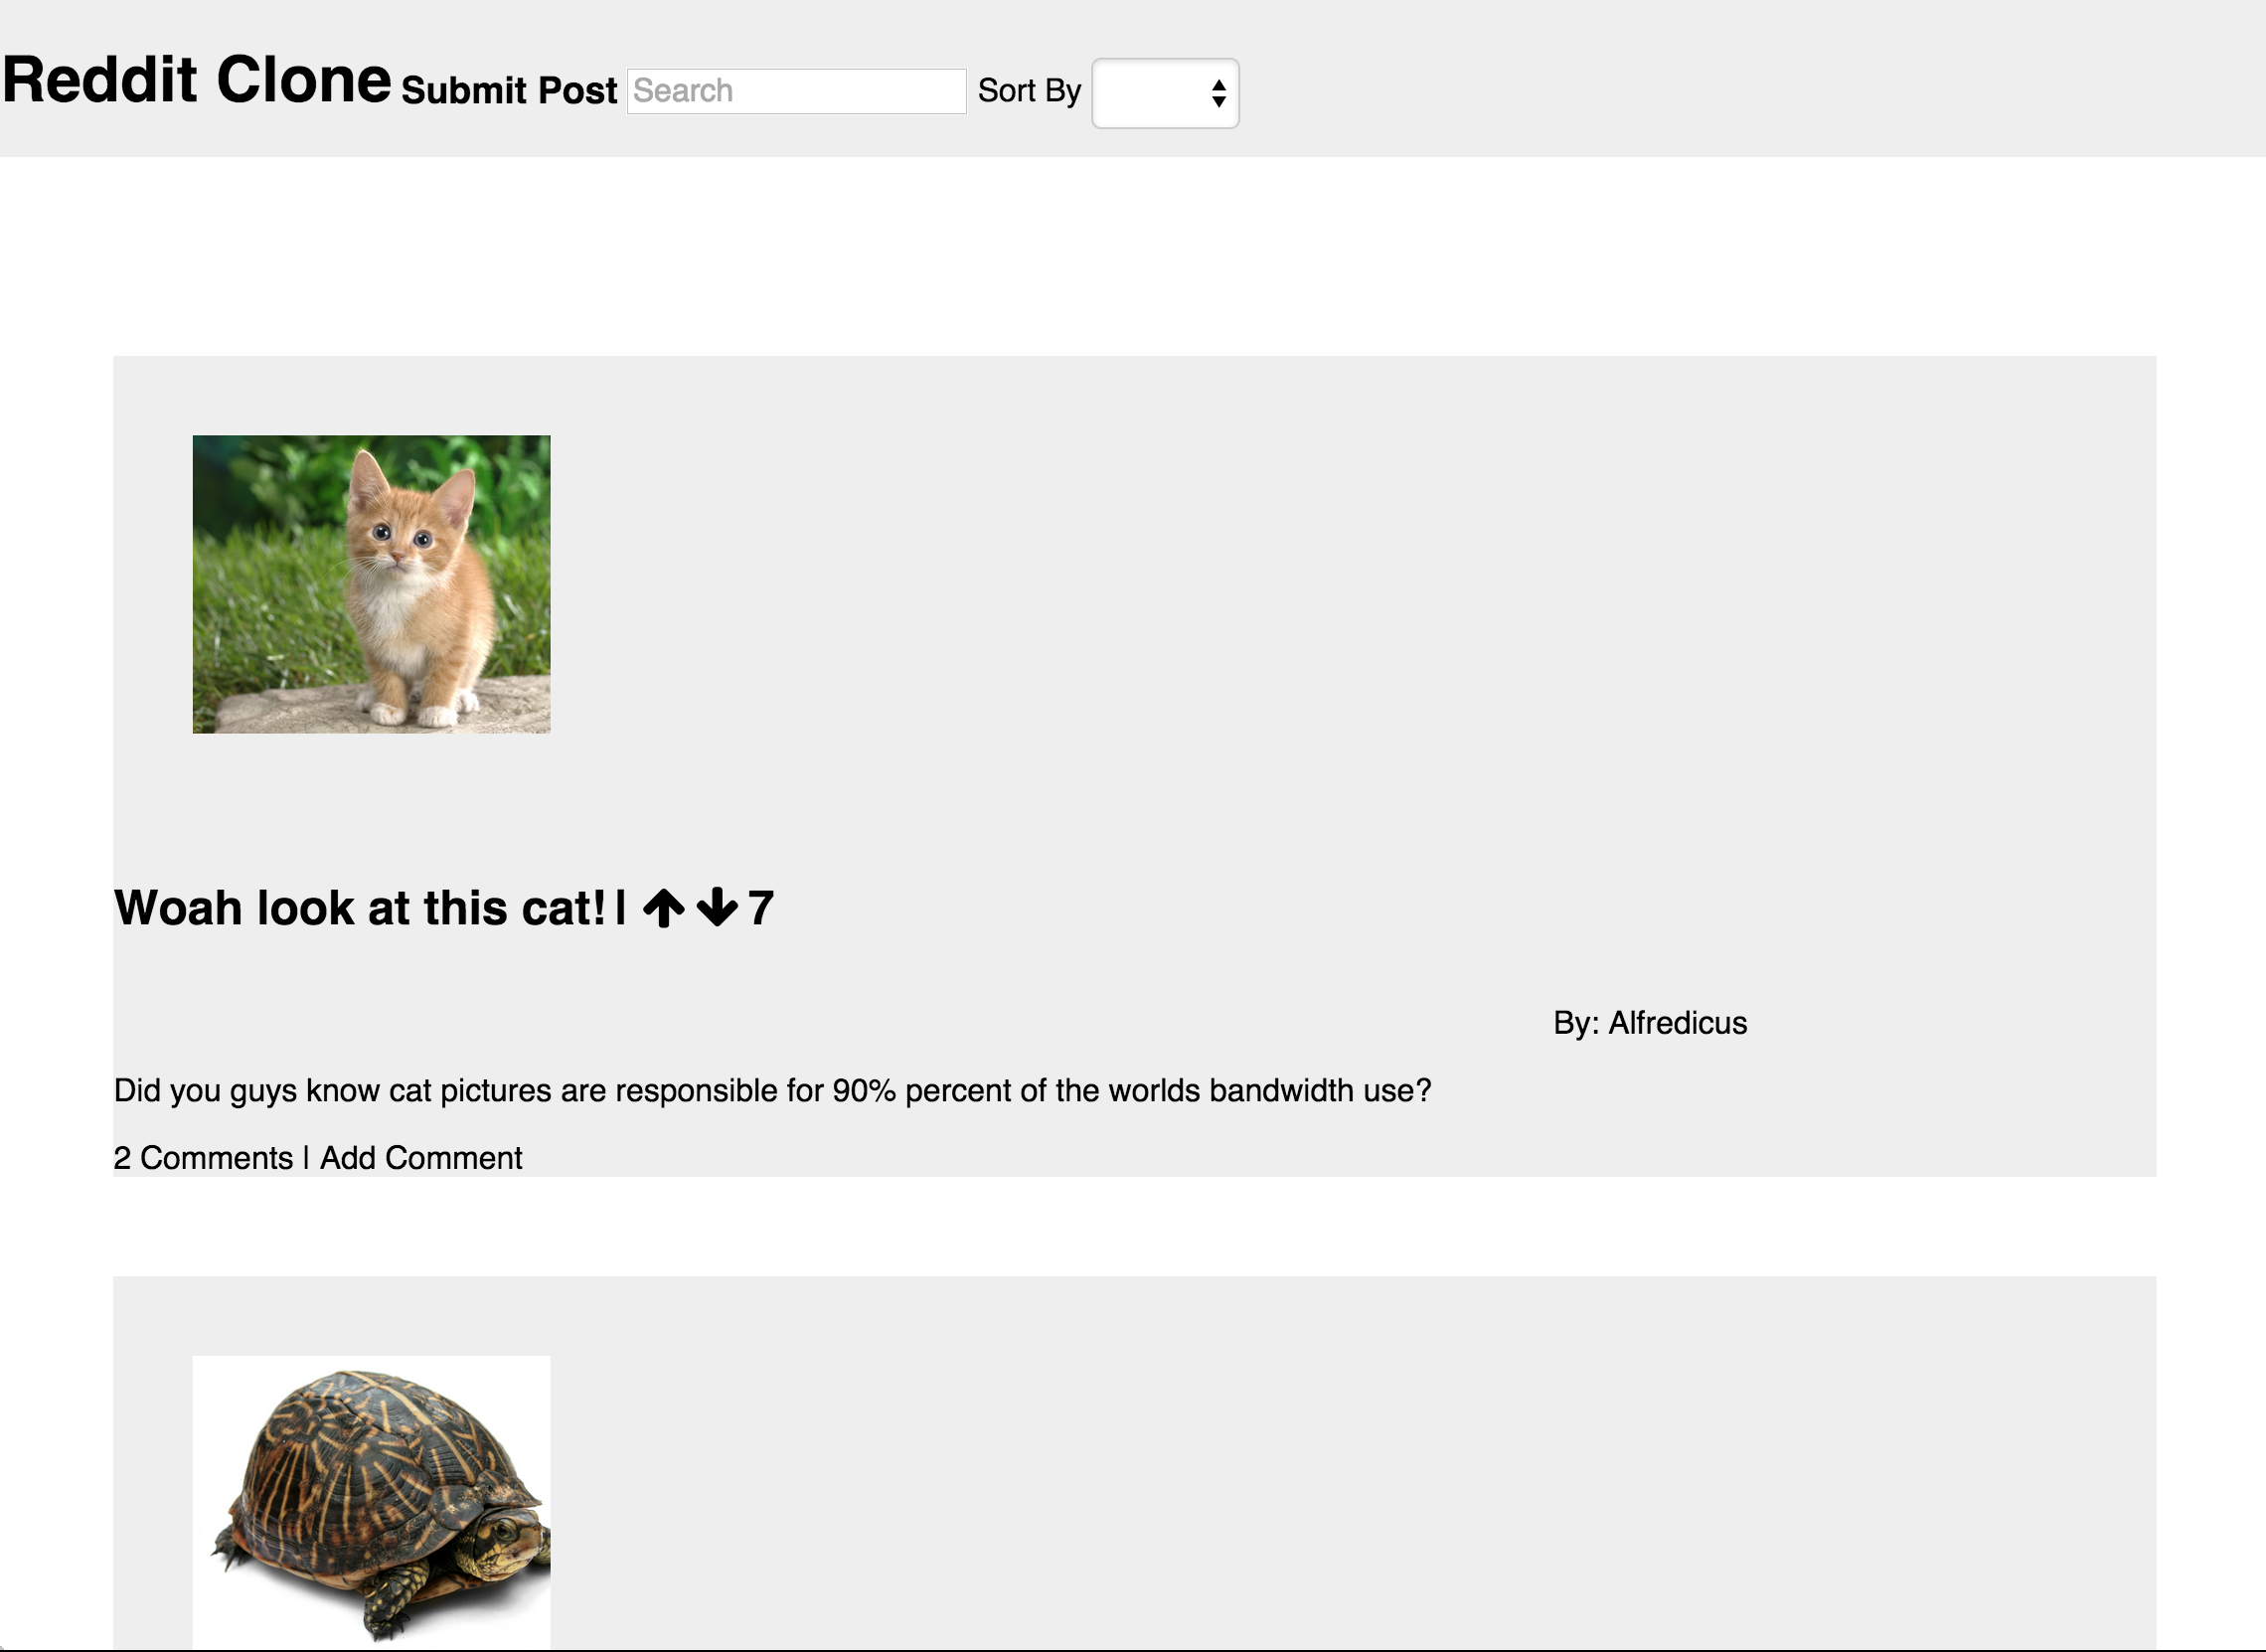 Reddit Clone Submit Post Search Sort By
Woah look at this cat! | 7
By: Alfredicus
Did you guys know cat pictures are responsible for 90% percent of the worlds bandwidth use?
2 Comments | Add Comment